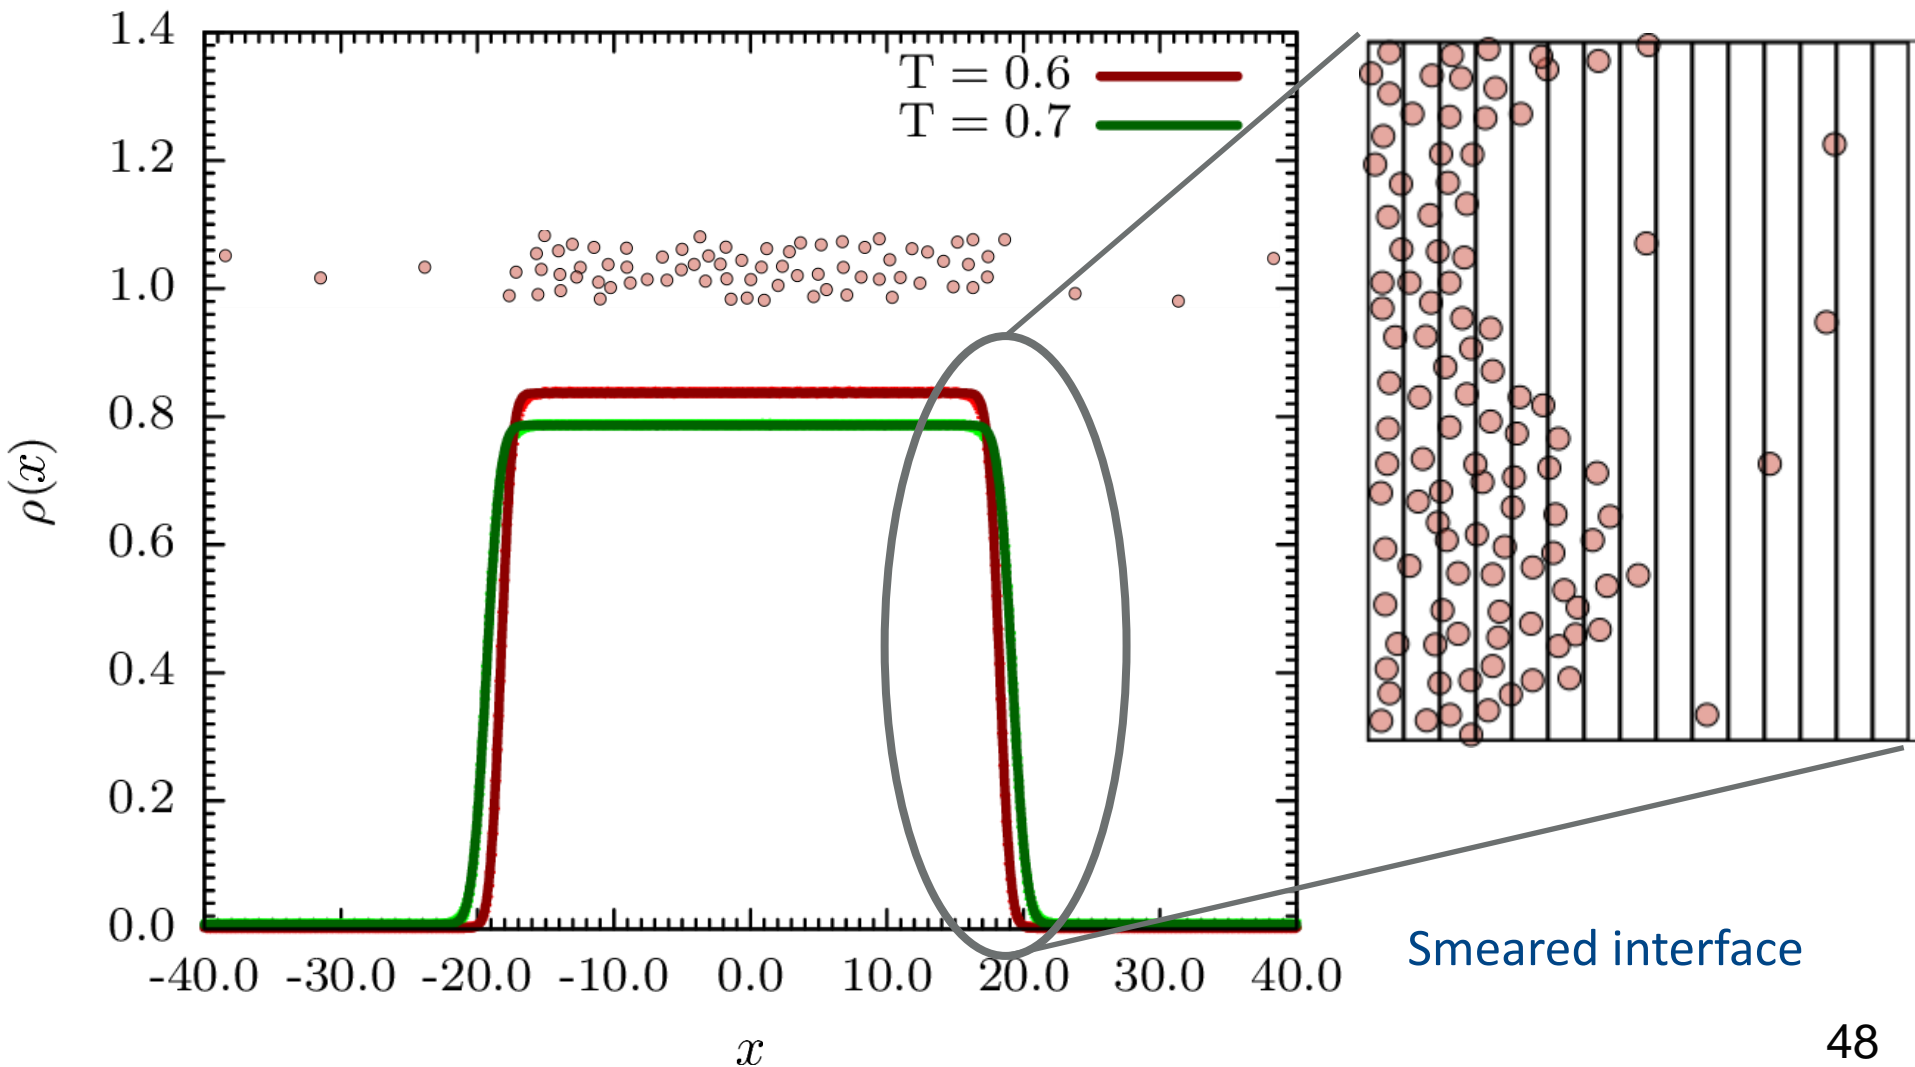 1.4
1.2
1.0
0.8
0.6
0.4
0.2
0.0
ρ(x)
T = 0.6
T = 0.7
-40.0 -30.0 -20.0 -10.0 0.0 10.0 20.0 30.0 40.0
x
Smeared interface
48